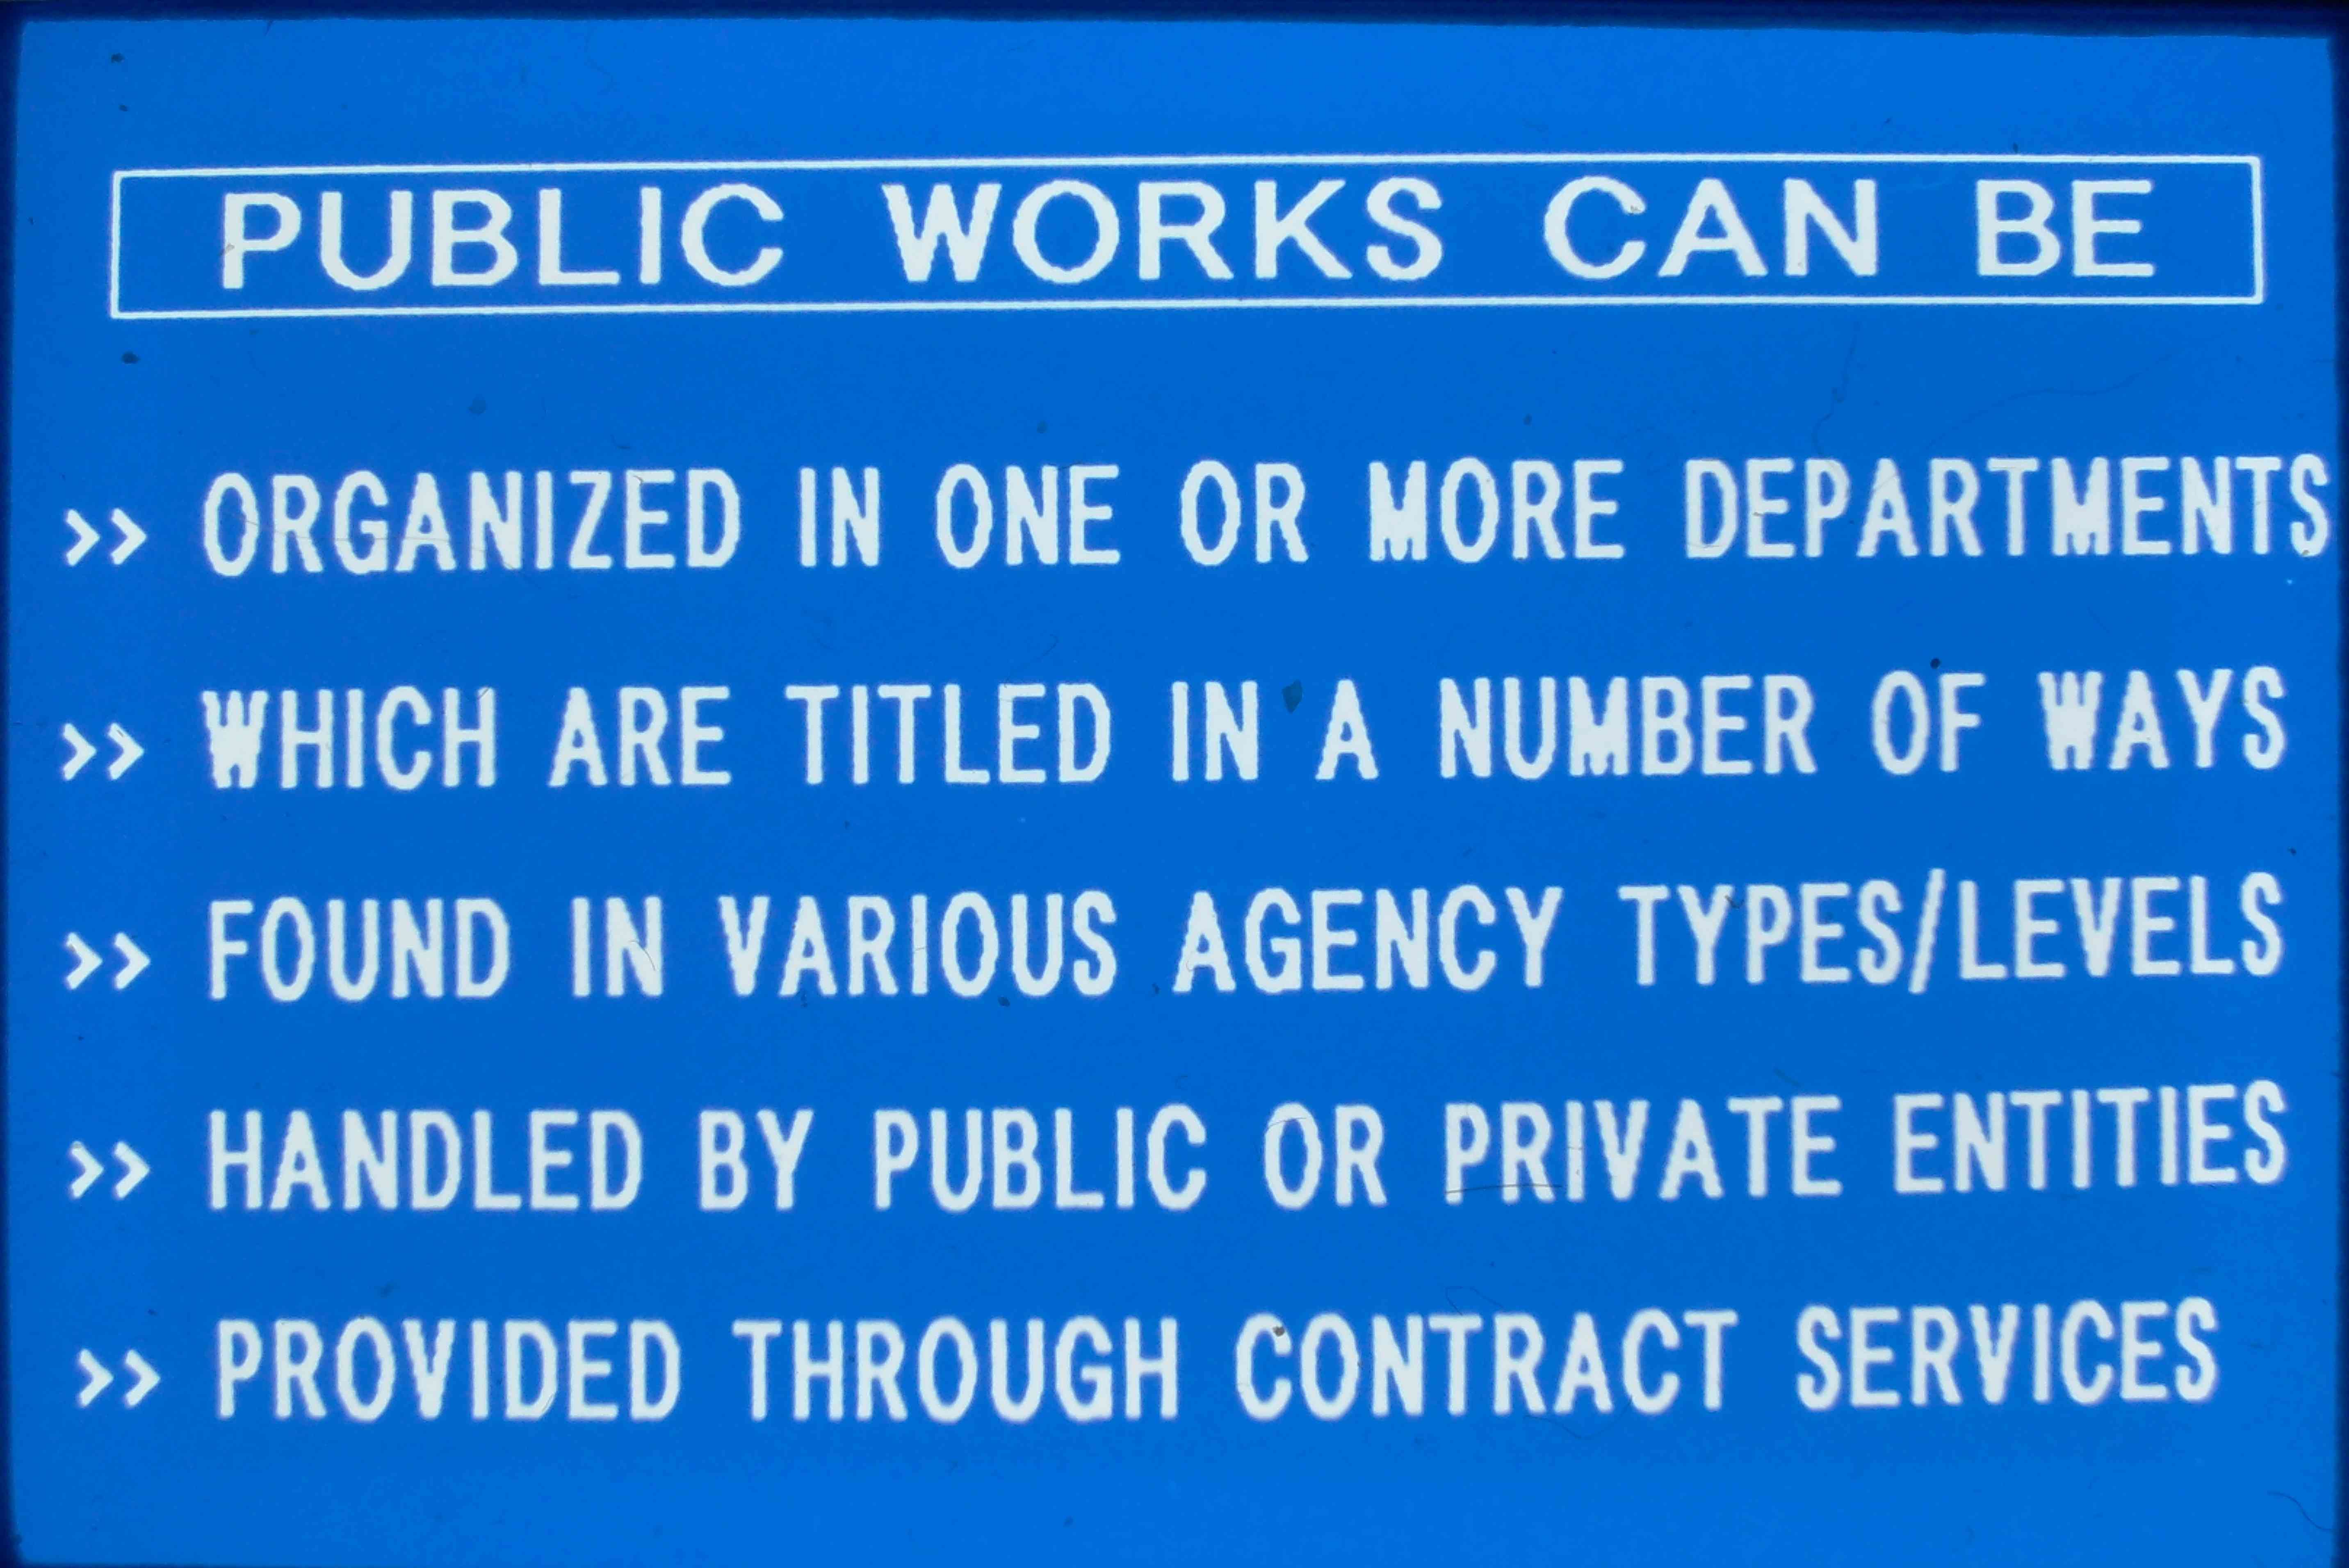 PUBLIC WORKS CAN BE
>> ORGANIZED IN ONE OR MORE DEPARTMENTS
>> WHICH ARE TITLED IN A NUMBER OF WAYS
>> FOUND IN VARIOUS AGENCY TYPES/LEVELS
>> HANDLED BY PUBLIC OR PRIVATE ENTITIES
>> PROVIDED THROUGH CONTRACT SERVICES